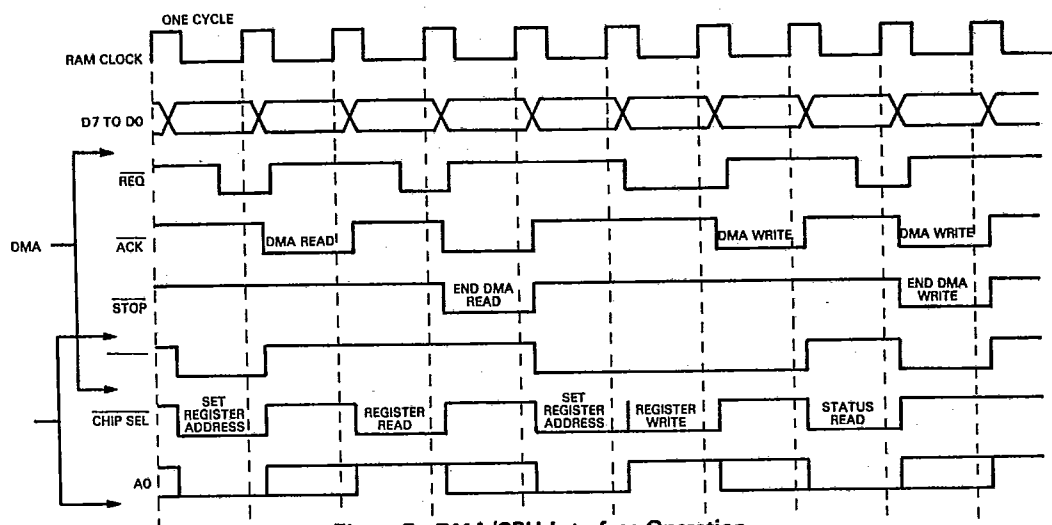 ONE CYCLE
RAM CLOCK
D7 TO D0
REQ
DMA
ACK
DMA READ
DMA WRITE
DMA WRITE
STOP
END DMA
READ
END DMA
WRITE
CHIP SEL
SET
REGISTER
ADDRESS
REGISTER
READ
SET
REGISTER
ADDRESS
REGISTER
WRITE
STATUS
READ
A0